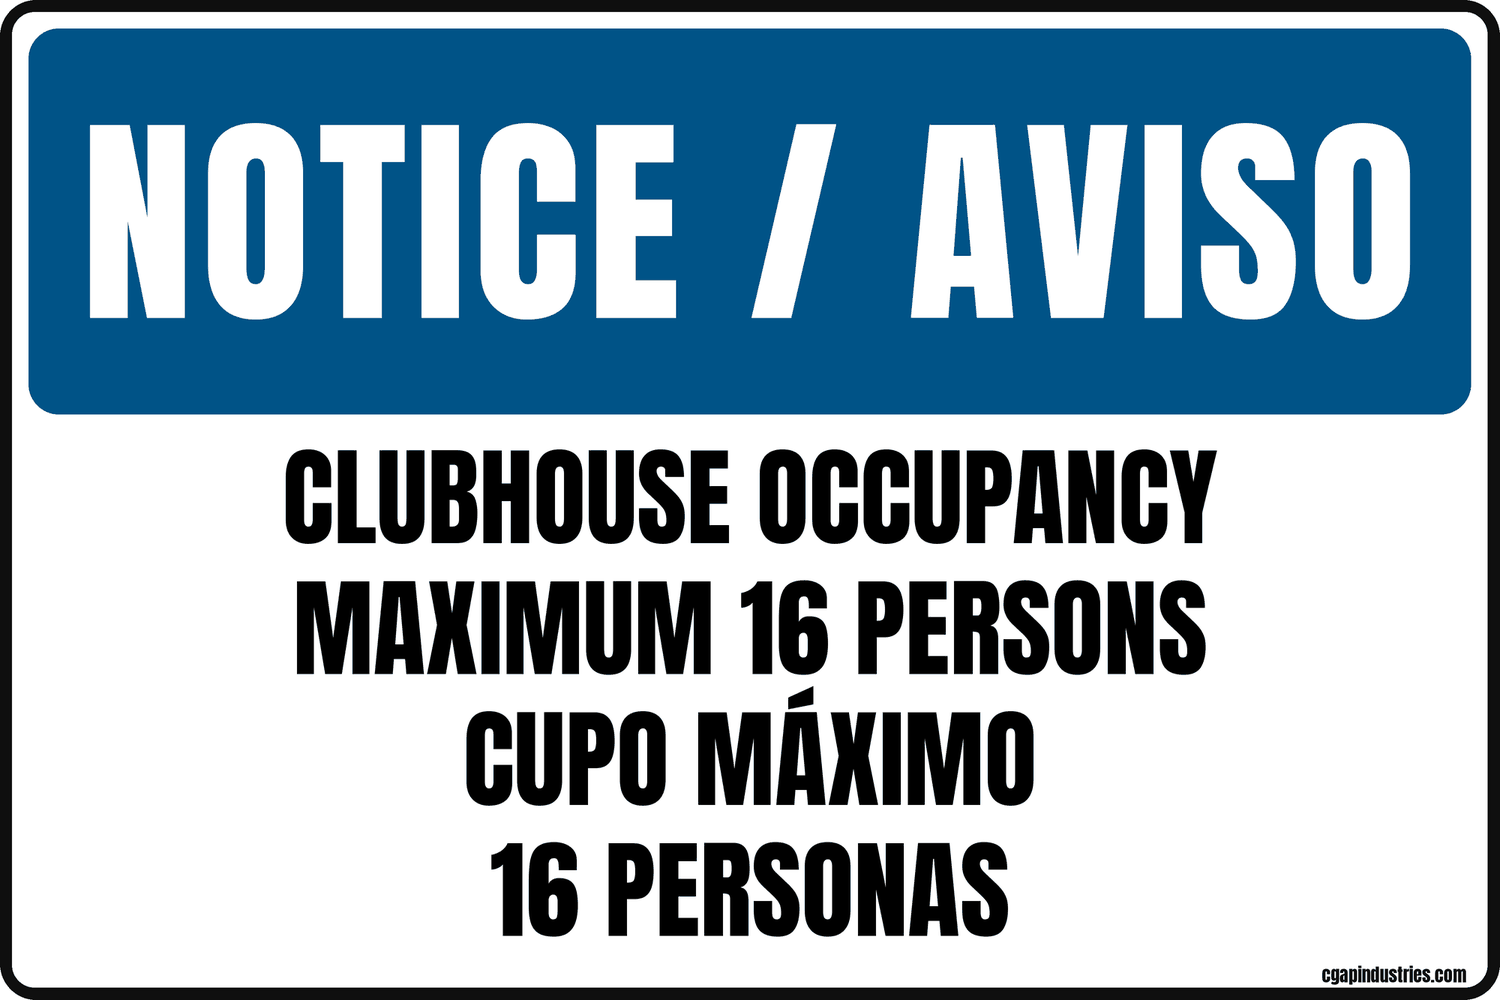 NOTICE / AVISO
CLUBHOUSE OCCUPANCY
MAXIMUM 16 PERSONS
CUPO MÁXIMO
16 PERSONAS
cgapindustries.com